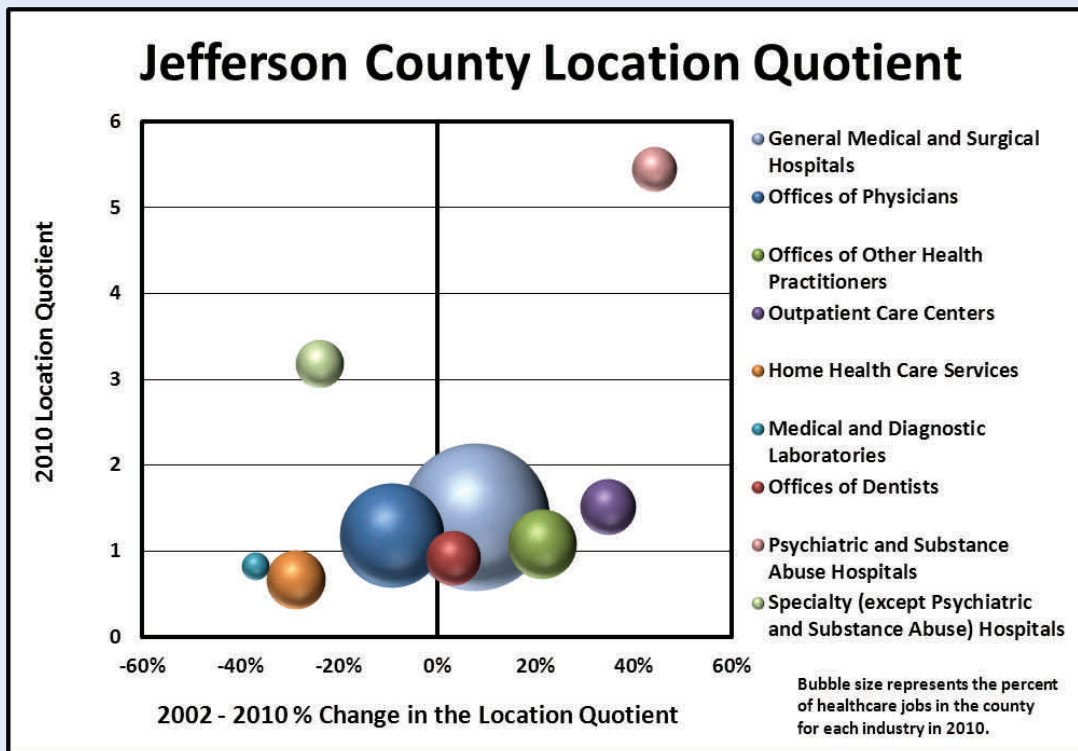 Jefferson County Location Quotient
6
5
4
3
2
1
0
2010 Location Quotient
-60%
-40%
-20%
0%
20%
40%
60%
2002 - 2010 % Change in the Location Quotient
General Medical and Surgical
Hospitals
Offices of Physicians
Offices of Other Health
Practitioners
Outpatient Care Centers
Home Health Care Services
Medical and Diagnostic
Laboratories
Offices of Dentists
Psychiatric and Substance
Abuse Hospitals
Specialty (except Psychiatric
and Substance Abuse) Hospitals
Bubble size represents the percent
of healthcare jobs in the county
for each industry in 2010.